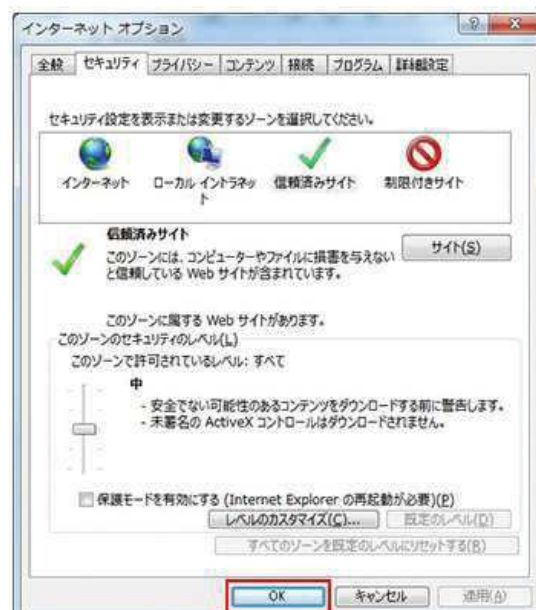 インターネット オプション
全般 セキュリティ プライバシー コンテンツ 接続 プログラム 詳細設定
セキュリティ設定を表示または変更するゾーンを選択してください。
インターネット ローカル イントラネット 信頼済みサイト 制限付きサイト
信頼済みサイト
サイト(S)
このゾーンには、コンピューターやファイルに損害を与えない
と信頼している Web サイトが含まれています。
このゾーンに属する Web サイトがあります。
このゾーンのセキュリティのレベル(L)
このゾーンで許可されているレベル: すべて
中
- 安全でない可能性のあるコンテンツをダウンロードする前に警告します。
- 未署名の ActiveX コントロールはダウンロードされません。
保護モードを有効にする (Internet Explorer の再起動が必要)(P)
レベルのカスタマイズ(C)... 既定のレベル(D)
すべてのゾーンを既定のレベルにリセットする(R)
OK キャンセル 適用(A)